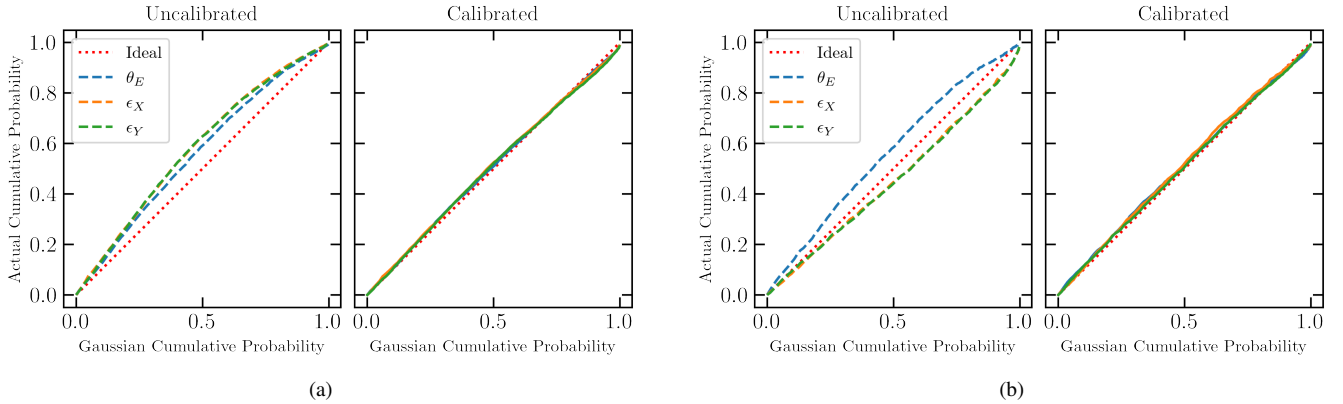 Uncalibrated
Calibrated
Actual Cumulative Probability
1.0
0.8
0.6
0.4
0.2
0.0
Ideal
θ_E
ϵ_X
ϵ_Y
0.0 0.5 1.0
0.0 0.5 1.0
Gaussian Cumulative Probability
Gaussian Cumulative Probability
(a)
Uncalibrated
Calibrated
Actual Cumulative Probability
1.0
0.8
0.6
0.4
0.2
0.0
Ideal
θ_E
ϵ_X
ϵ_Y
0.0 0.5 1.0
0.0 0.5 1.0
Gaussian Cumulative Probability
Gaussian Cumulative Probability
(b)